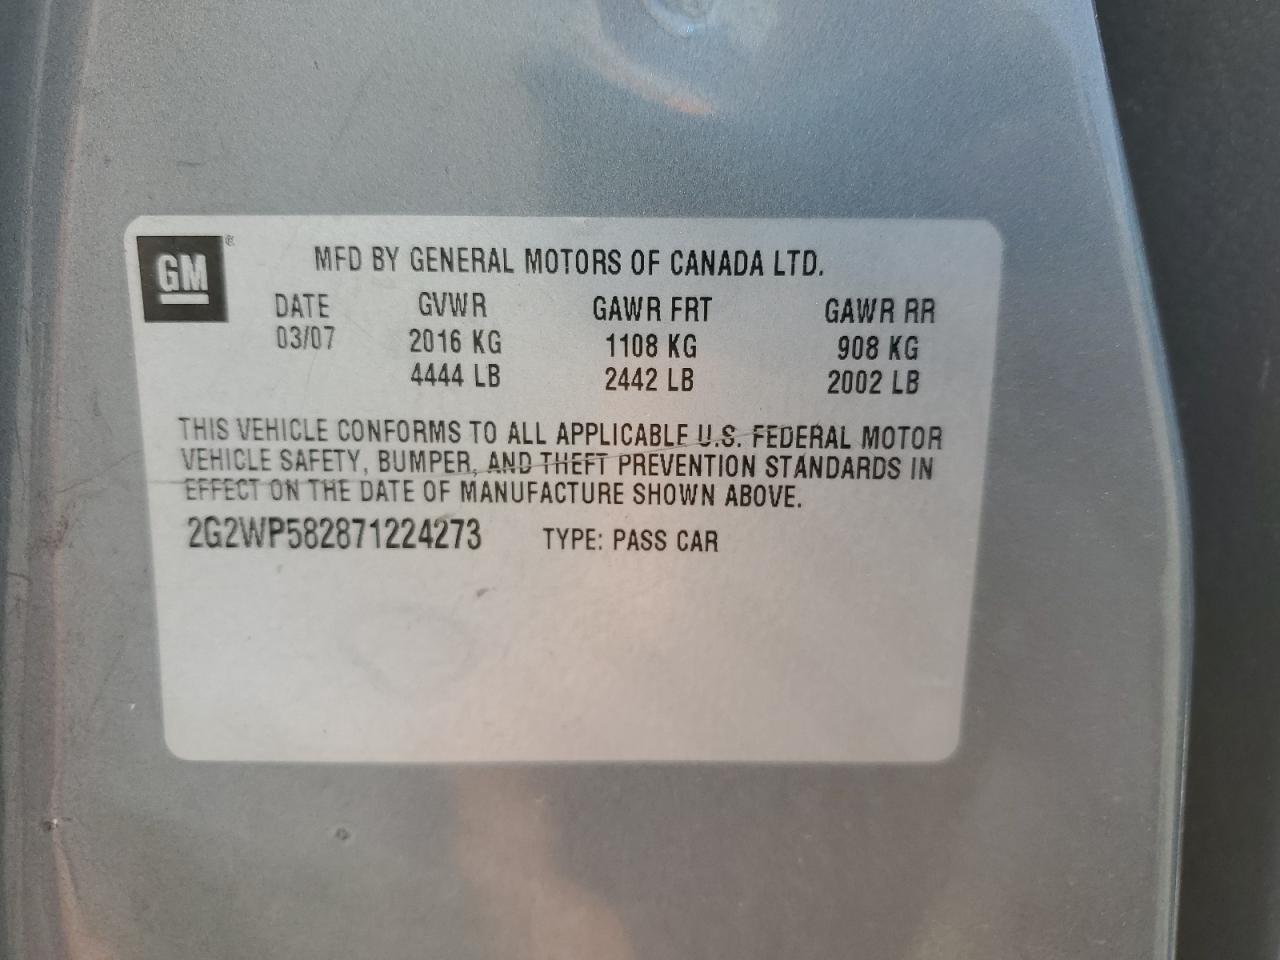 GM ®
MFD BY GENERAL MOTORS OF CANADA LTD.
DATE GVWR GAWR FRT GAWR RR
03/07 2016 KG 1108 KG 908 KG
4444 LB 2442 LB 2002 LB
THIS VEHICLE CONFORMS TO ALL APPLICABLE U.S. FEDERAL MOTOR
VEHICLE SAFETY, BUMPER, AND THEFT PREVENTION STANDARDS IN
EFFECT ON THE DATE OF MANUFACTURE SHOWN ABOVE.
2G2WP582871224273 TYPE: PASS CAR